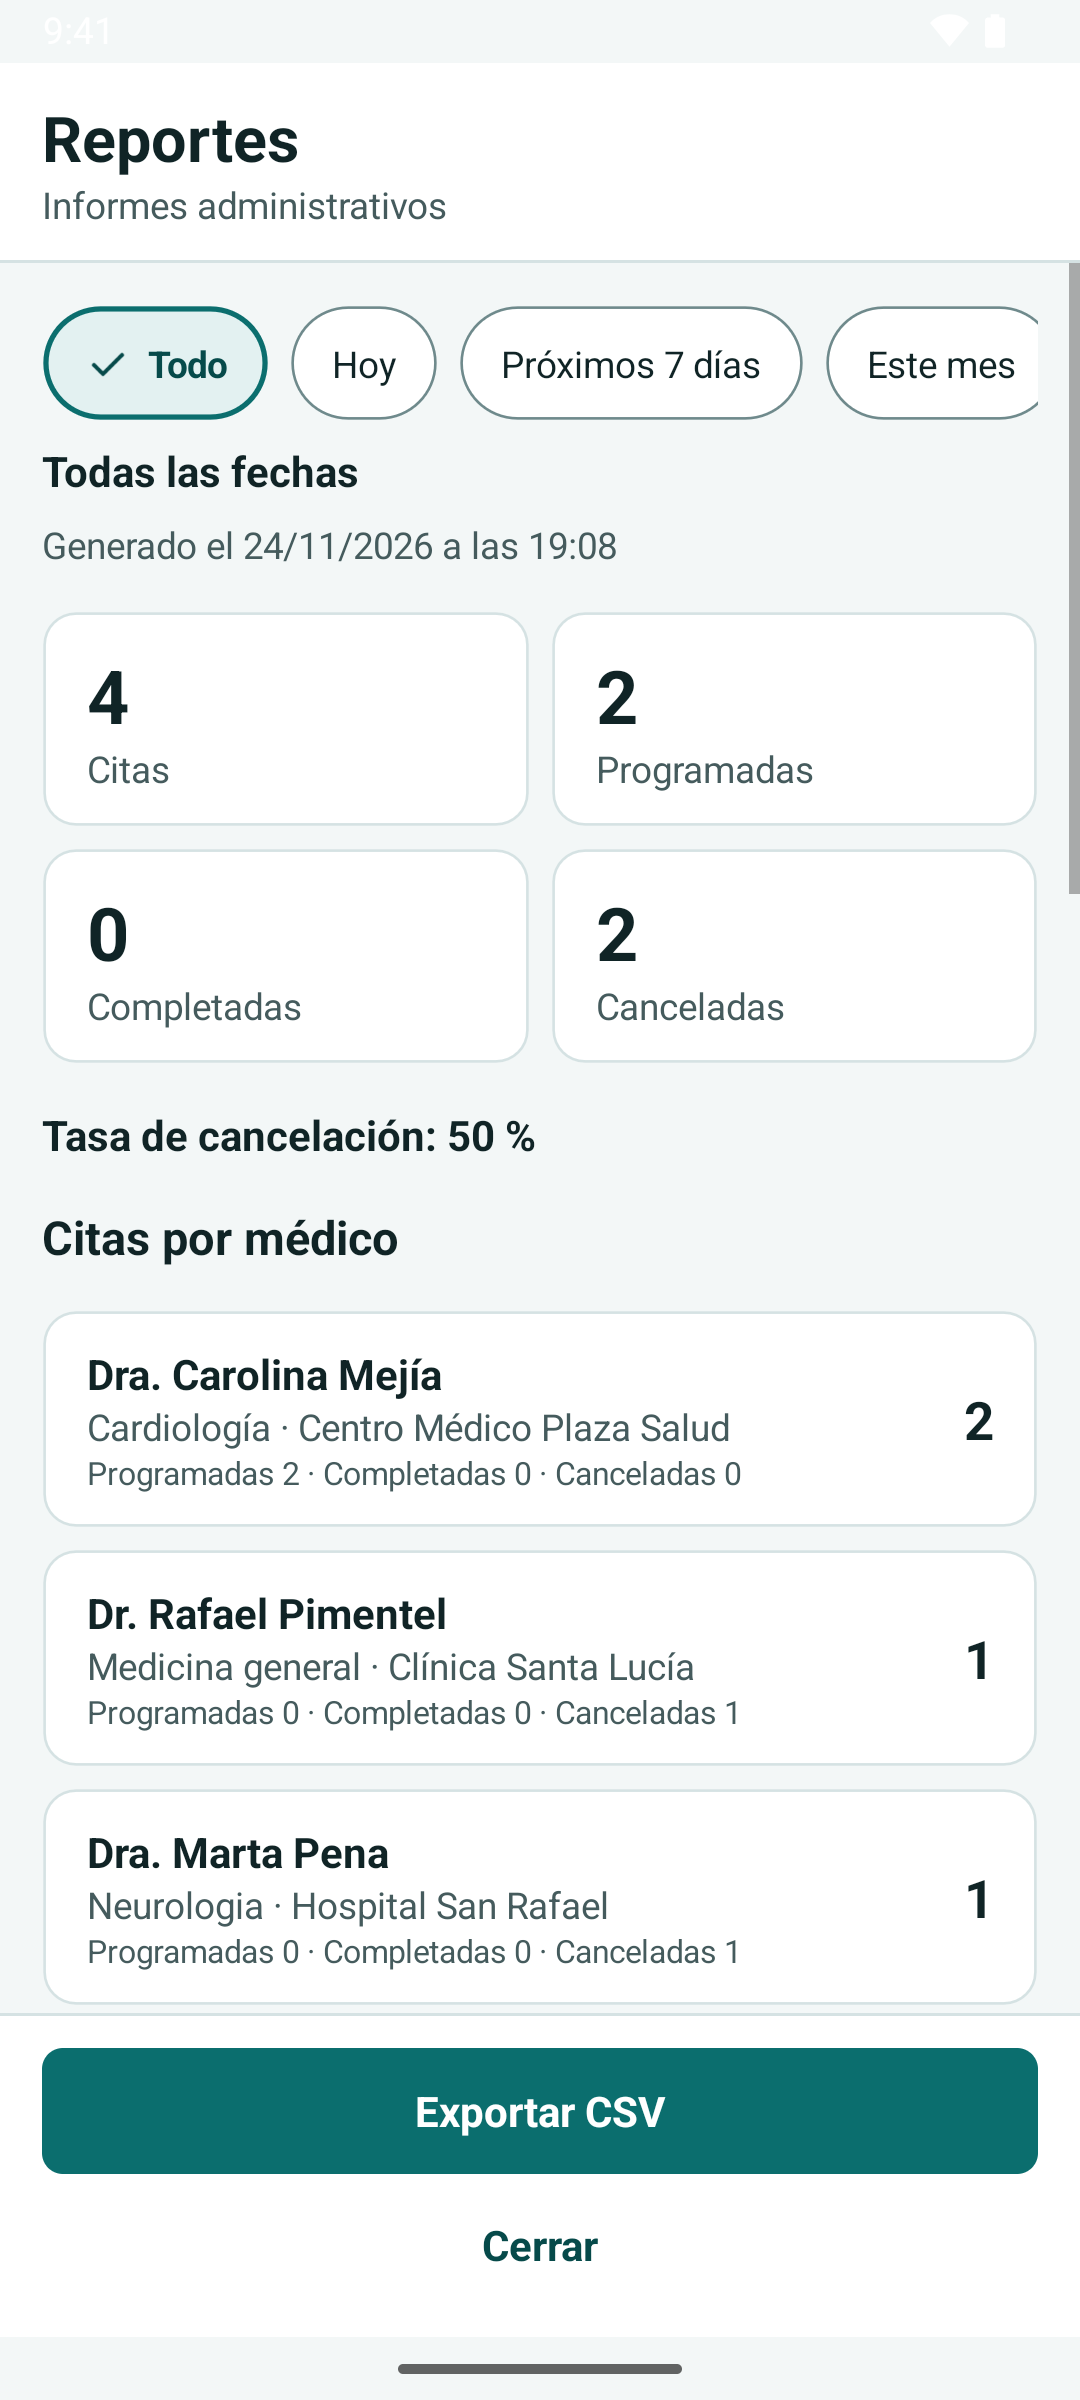 9:41
Reportes
Informes administrativos
Todo
Hoy
Próximos 7 días
Este mes
Todas las fechas
Generado el 24/11/2026 a las 19:08
4
Citas
2
Programadas
0
Completadas
2
Canceladas
Tasa de cancelación: 50 %
Citas por médico
Dra. Carolina Mejía
Cardiología · Centro Médico Plaza Salud
Programadas 2 · Completadas 0 · Canceladas 0
2
Dr. Rafael Pimentel
Medicina general · Clínica Santa Lucía
Programadas 0 · Completadas 0 · Canceladas 1
1
Dra. Marta Pena
Neurologia · Hospital San Rafael
Programadas 0 · Completadas 0 · Canceladas 1
1
Exportar CSV
Cerrar